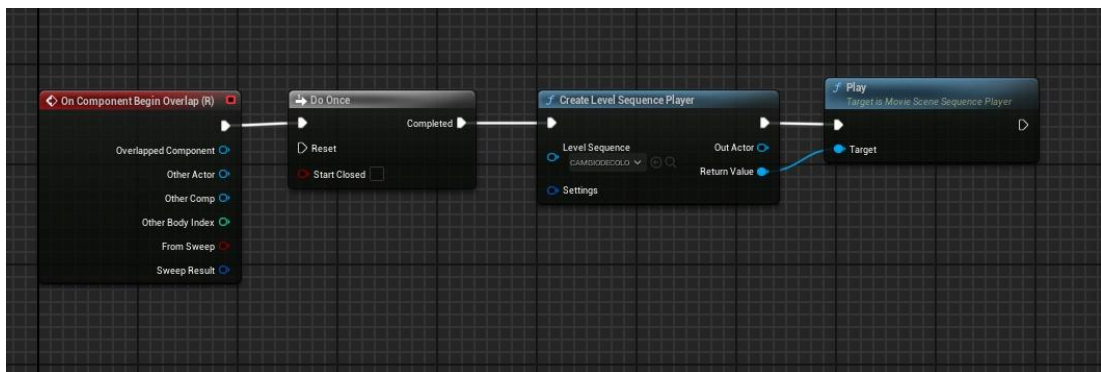 On Component Begin Overlap (R)
Overlapped Component
Other Actor
Other Comp
Other Body Index
From Sweep
Sweep Result
Do Once
Completed
Reset
Start Closed
f Create Level Sequence Player
Level Sequence
CAMDIODECOLO
Out Actor
Return Value
Settings
f Play
Target is Movie Scene Sequence Player
Target